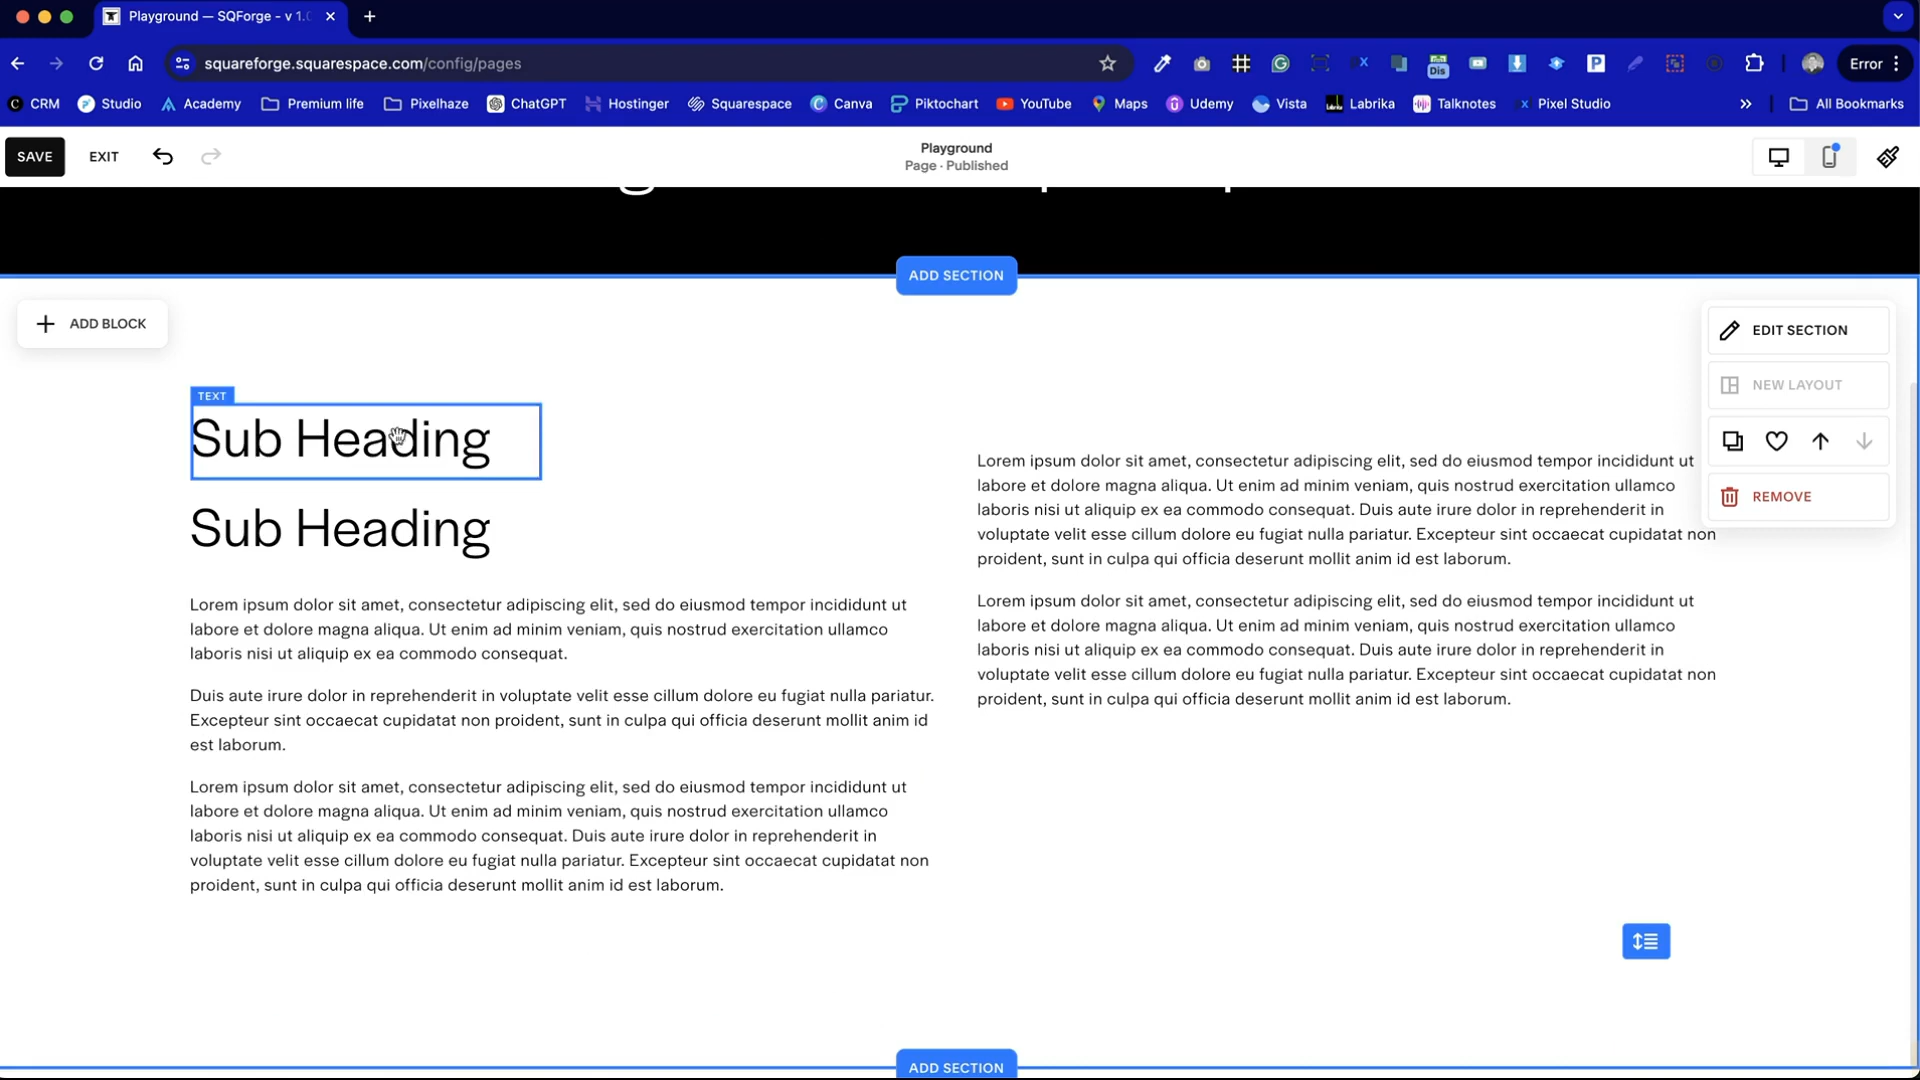 Playground — SQForge - v 1.0
squareforge.squarespace.com/config/pages
Dis
Error
CRM
Studio
Academy
Premium life
Pixelhaze
ChatGPT
Hostinger
Squarespace
Canva
Piktochart
YouTube
Maps
Udemy
Vista
Labrika
Talknotes
Pixel Studio
All Bookmarks
SAVE
EXIT
Playground
Page · Published
ADD SECTION
ADD BLOCK
EDIT SECTION
NEW LAYOUT
REMOVE
TEXT
Sub Heading
Sub Heading
Lorem ipsum dolor sit amet, consectetur adipiscing elit, sed do eiusmod tempor incididunt ut
labore et dolore magna aliqua. Ut enim ad minim veniam, quis nostrud exercitation ullamco
laboris nisi ut aliquip ex ea commodo consequat.
Duis aute irure dolor in reprehenderit in voluptate velit esse cillum dolore eu fugiat nulla pariatur.
Excepteur sint occaecat cupidatat non proident, sunt in culpa qui officia deserunt mollit anim id
est laborum.
Lorem ipsum dolor sit amet, consectetur adipiscing elit, sed do eiusmod tempor incididunt ut
labore et dolore magna aliqua. Ut enim ad minim veniam, quis nostrud exercitation ullamco
laboris nisi ut aliquip ex ea commodo consequat. Duis aute irure dolor in reprehenderit in
voluptate velit esse cillum dolore eu fugiat nulla pariatur. Excepteur sint occaecat cupidatat non
proident, sunt in culpa qui officia deserunt mollit anim id est laborum.
Lorem ipsum dolor sit amet, consectetur adipiscing elit, sed do eiusmod tempor incididunt ut
labore et dolore magna aliqua. Ut enim ad minim veniam, quis nostrud exercitation ullamco
laboris nisi ut aliquip ex ea commodo consequat. Duis aute irure dolor in reprehenderit in
voluptate velit esse cillum dolore eu fugiat nulla pariatur. Excepteur sint occaecat cupidatat non
proident, sunt in culpa qui officia deserunt mollit anim id est laborum.
Lorem ipsum dolor sit amet, consectetur adipiscing elit, sed do eiusmod tempor incididunt ut
labore et dolore magna aliqua. Ut enim ad minim veniam, quis nostrud exercitation ullamco
laboris nisi ut aliquip ex ea commodo consequat. Duis aute irure dolor in reprehenderit in
voluptate velit esse cillum dolore eu fugiat nulla pariatur. Excepteur sint occaecat cupidatat non
proident, sunt in culpa qui officia deserunt mollit anim id est laborum.
ADD SECTION